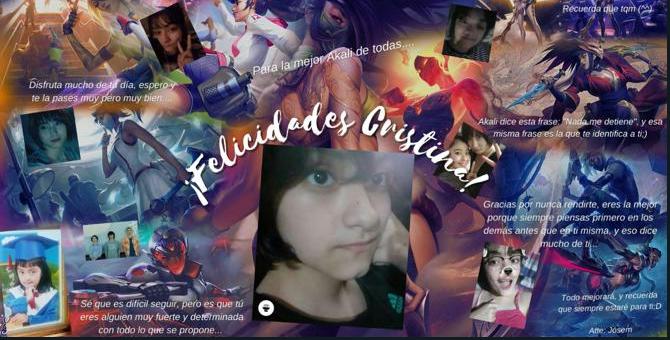 Recuerda que tqm (^^)
Para la mejor Akali de todas....
Disfruta mucho de tú día, espero y
te la pases muy pero muy bien....
Akali dice esta frase: "Nada me detiene", y esa
misma frase es la que te identifica a ti;)
¡Felicidades Cristina!
Gracias por nunca rendirte, eres la mejor
porque siempre piensas primero en los
demás antes que en ti misma, y eso dice
mucho de ti...
Sé que es difícil seguir, pero es que tú
eres alguien muy fuerte y determinada
con todo lo que se propone...
Todo mejorará, y recuerda
que siempre estaré para ti:D
Atte: Josem